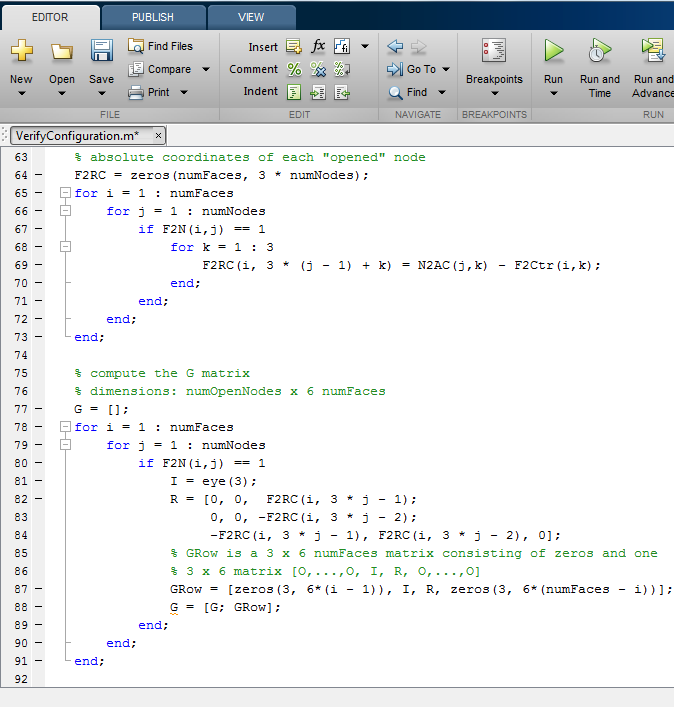 EDITOR PUBLISH VIEW
New Open Save Find Files Compare Print
Insert fx
Comment
Indent
Go To Find
Breakpoints
Run Run and Time Run and Advance
FILE EDIT NAVIGATE BREAKPOINTS RUN
VerifyConfiguration.m* ×
63 % absolute coordinates of each "opened" node
64 F2RC = zeros(numFaces, 3 * numNodes);
65 for i = 1 : numFaces
66 for j = 1 : numNodes
67 if F2N(i,j) == 1
68 for k = 1 : 3
69 F2RC(i, 3 * (j - 1) + k) = N2AC(j,k) - F2Ctr(i,k);
70 end;
71 end;
72 end;
73 end;
74
75 % compute the G matrix
76 % dimensions: numOpenNodes x 6 numFaces
77 G = [];
78 for i = 1 : numFaces
79 for j = 1 : numNodes
80 if F2N(i,j) == 1
81 I = eye(3);
82 R = [0, 0, F2RC(i, 3 * j - 1);
83 0, 0, -F2RC(i, 3 * j - 2);
84 -F2RC(i, 3 * j - 1), F2RC(i, 3 * j - 2), 0];
85 % GRow is a 3 x 6 numFaces matrix consisting of zeros and one
86 % 3 x 6 matrix [O,...,O, I, R, O,...,O]
87 GRow = [zeros(3, 6*(i - 1)), I, R, zeros(3, 6*(numFaces - i))];
88 G = [G; GRow];
89 end;
90 end;
91 end;
92